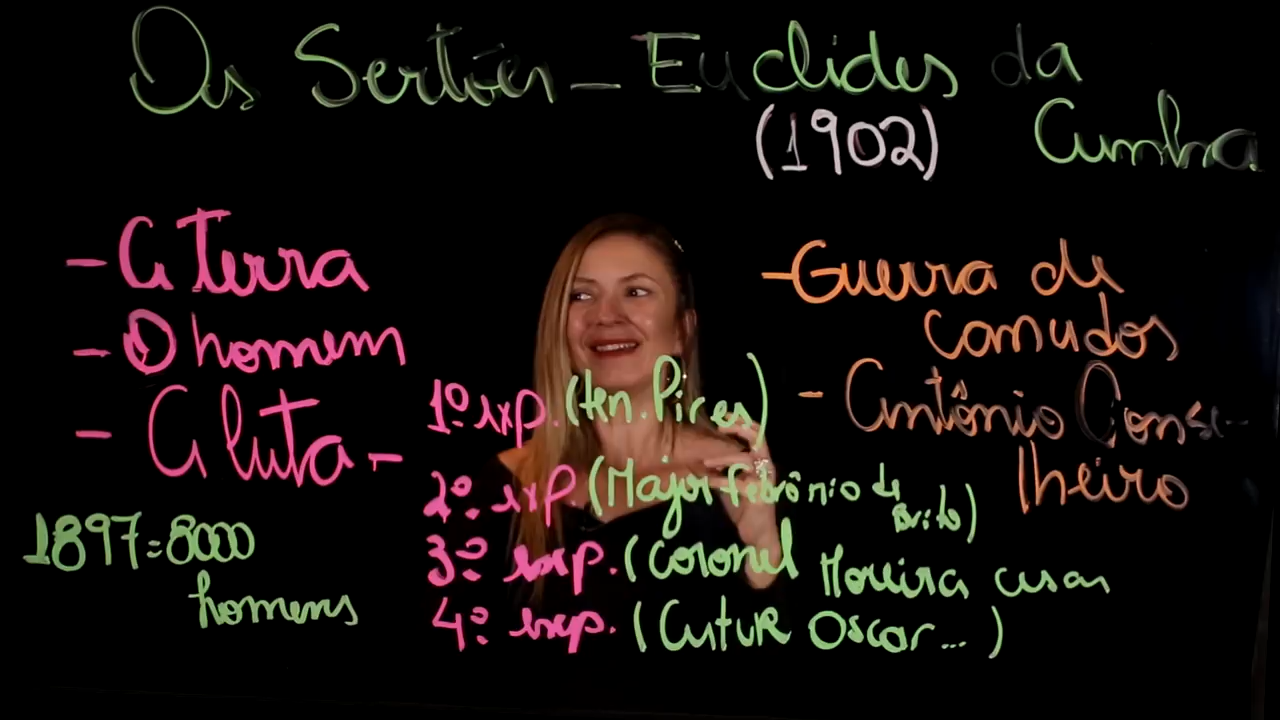 Os Sertões - Euclides da
(1902) Cunha
- A Terra
- O homem
- A luta -
1897=8000
homens
1º exp. (ten. Pires)
2º exp. (Major Febrônio de
Brito)
3º exp. (Coronel Moreira César
4º exp. (Artur Oscar...)
- Guerra de
Canudos
- Antônio Conse-
lheiro